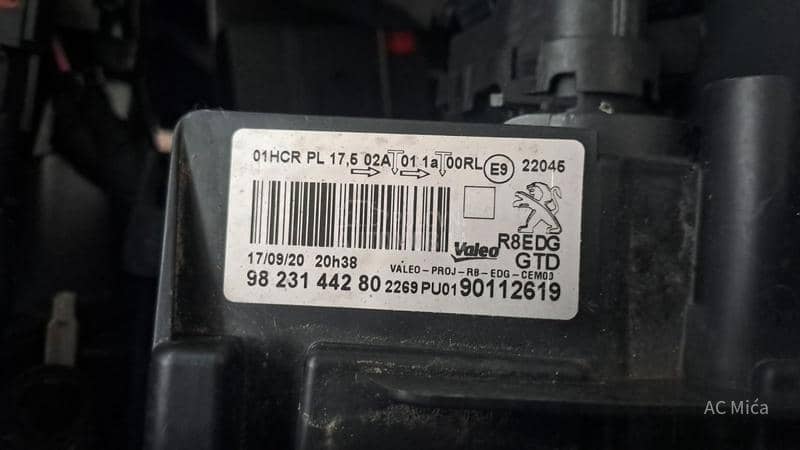 01HCR PL 17,5 02A 01 1a 00RL E9 22045
Valeo
R8EDG
GTD
17/09/20 20h38
VALEO-PROJ-R8-EDG-CEM03
98 231 442 80 2269 PU01 90112619
AC Mića